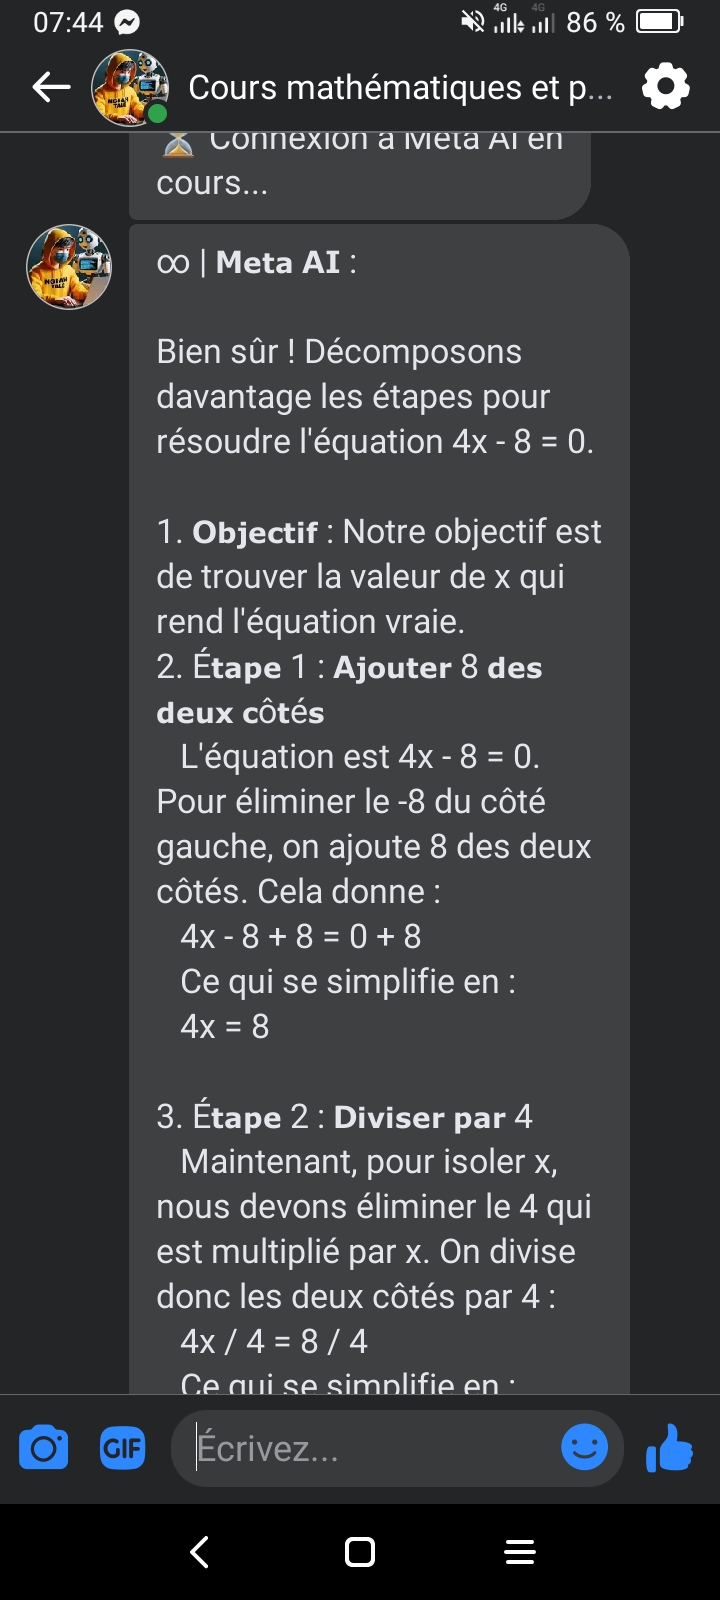 07:44
4G 4G 86 %
Cours mathématiques et p...
⏳ Connexion à Meta AI en
cours...
∞ | Meta AI :
Bien sûr ! Décomposons
davantage les étapes pour
résoudre l'équation 4x - 8 = 0.
1. Objectif : Notre objectif est
de trouver la valeur de x qui
rend l'équation vraie.
2. Étape 1 : Ajouter 8 des
deux côtés
L'équation est 4x - 8 = 0.
Pour éliminer le -8 du côté
gauche, on ajoute 8 des deux
côtés. Cela donne :
4x - 8 + 8 = 0 + 8
Ce qui se simplifie en :
4x = 8
3. Étape 2 : Diviser par 4
Maintenant, pour isoler x,
nous devons éliminer le 4 qui
est multiplié par x. On divise
donc les deux côtés par 4 :
4x / 4 = 8 / 4
Ce qui se simplifie en :
GIF
Écrivez...